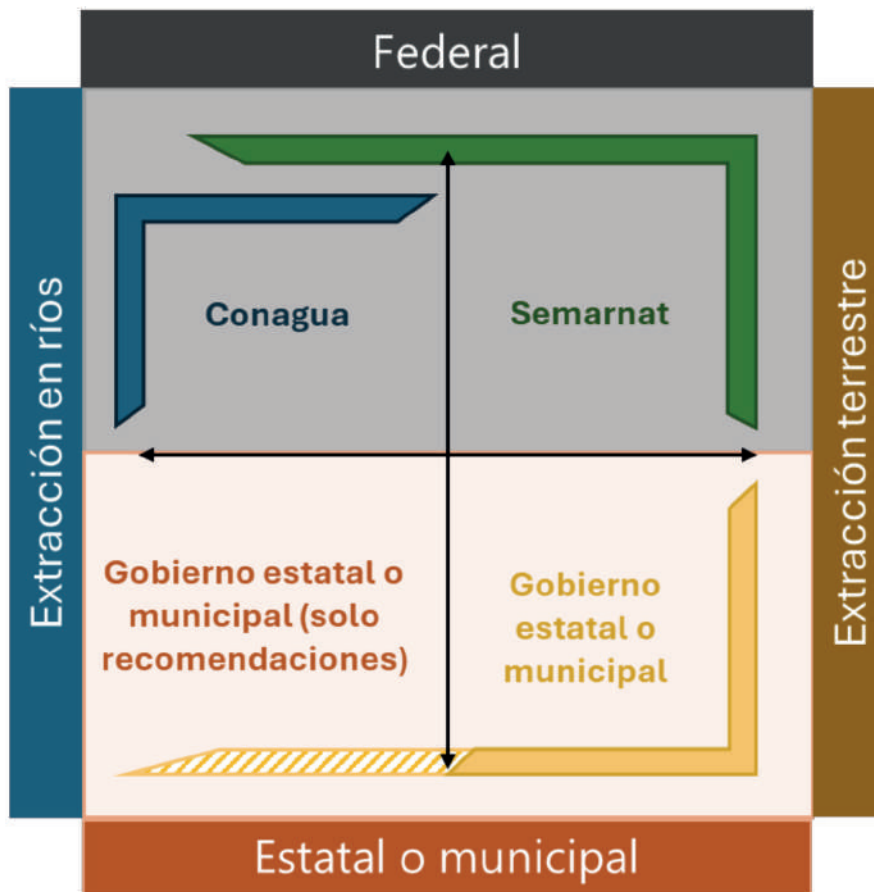 Federal
Extracción en ríos
Conagua
Semarnat
Extracción terrestre
Gobierno estatal o
municipal (solo
recomendaciones)
Gobierno
estatal o
municipal
Estatal o municipal